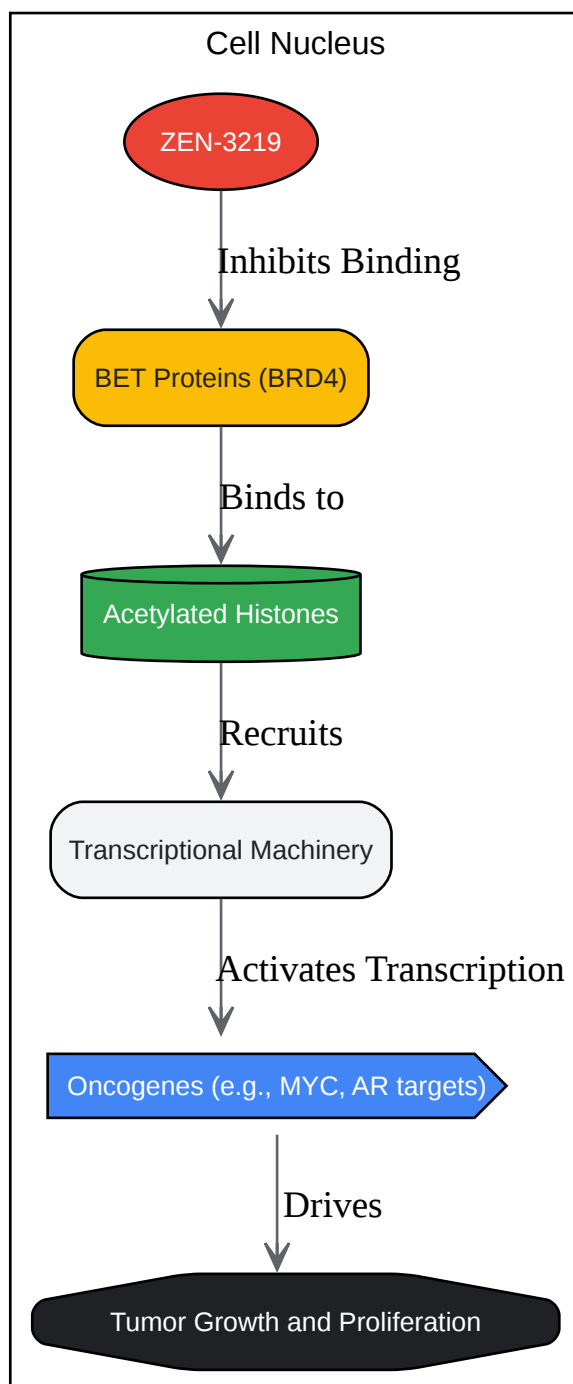 Cell Nucleus
ZEN-3219
Inhibits Binding
BET Proteins (BRD4)
Binds to
Acetylated Histones
Recruits
Transcriptional Machinery
Activates Transcription
Oncogenes (e.g., MYC, AR targets)
Drives
Tumor Growth and Proliferation